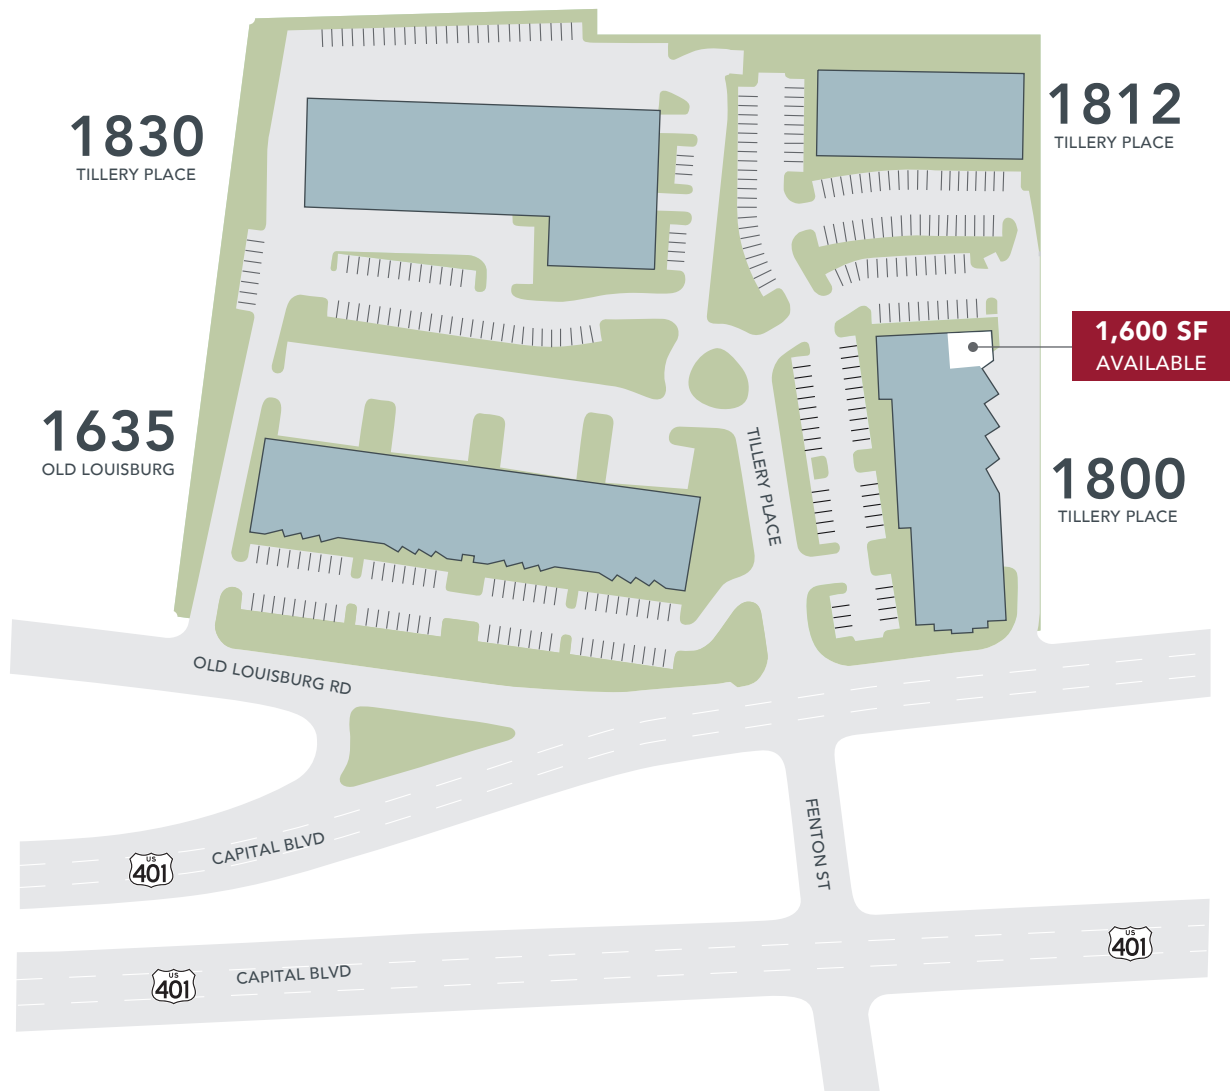 1830
TILLERY PLACE
1812
TILLERY PLACE
1,600 SF
AVAILABLE
1635
OLD LOUISBURG
TILLERY PLACE
1800
TILLERY PLACE
OLD LOUISBURG RD
CAPITAL BLVD
US
401
FENTON ST
US
401
CAPITAL BLVD
US
401